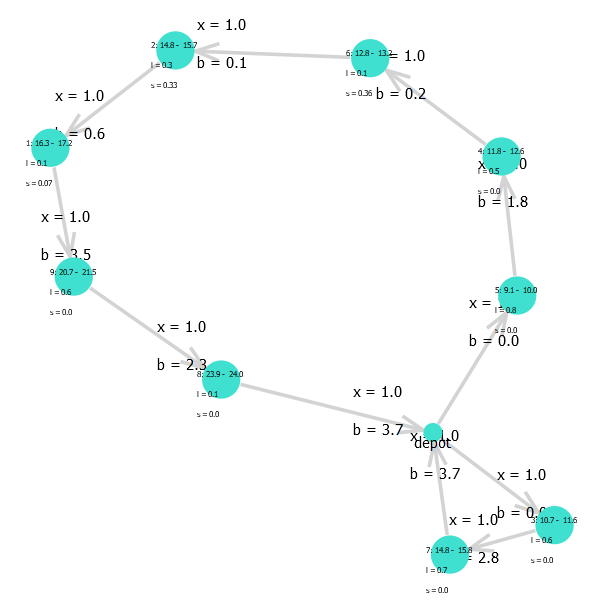 x = 1.0
b = 0.1
2: 14.8 - 15.7
l = 0.3
s = 0.33
= 1.0
b = 0.2
6: 12.8 - 13.2
l = 0.1
s = 0.36
x = 1.0
b = 0.6
1: 16.3 - 17.2
l = 0.1
s = 0.07
b = 1.8
4: 11.8 - 12.6
l = 0.5
s = 0.0
x = 1.0
b = 3.5
9: 20.7 - 21.5
l = 0.6
s = 0.0
x =
b = 0.0
5: 9.1 - 10.0
l = 0.8
s = 0.0
x = 1.0
b = 2.3
8: 23.9 - 24.0
l = 0.1
s = 0.0
x = 1.0
b = 3.7
depot
x = 1.0
b = 3.7
x = 1.0
b = 0.0
3: 10.7 - 11.6
l = 0.6
s = 0.0
x = 1.0
= 2.8
7: 14.8 - 15.8
l = 0.7
s = 0.0